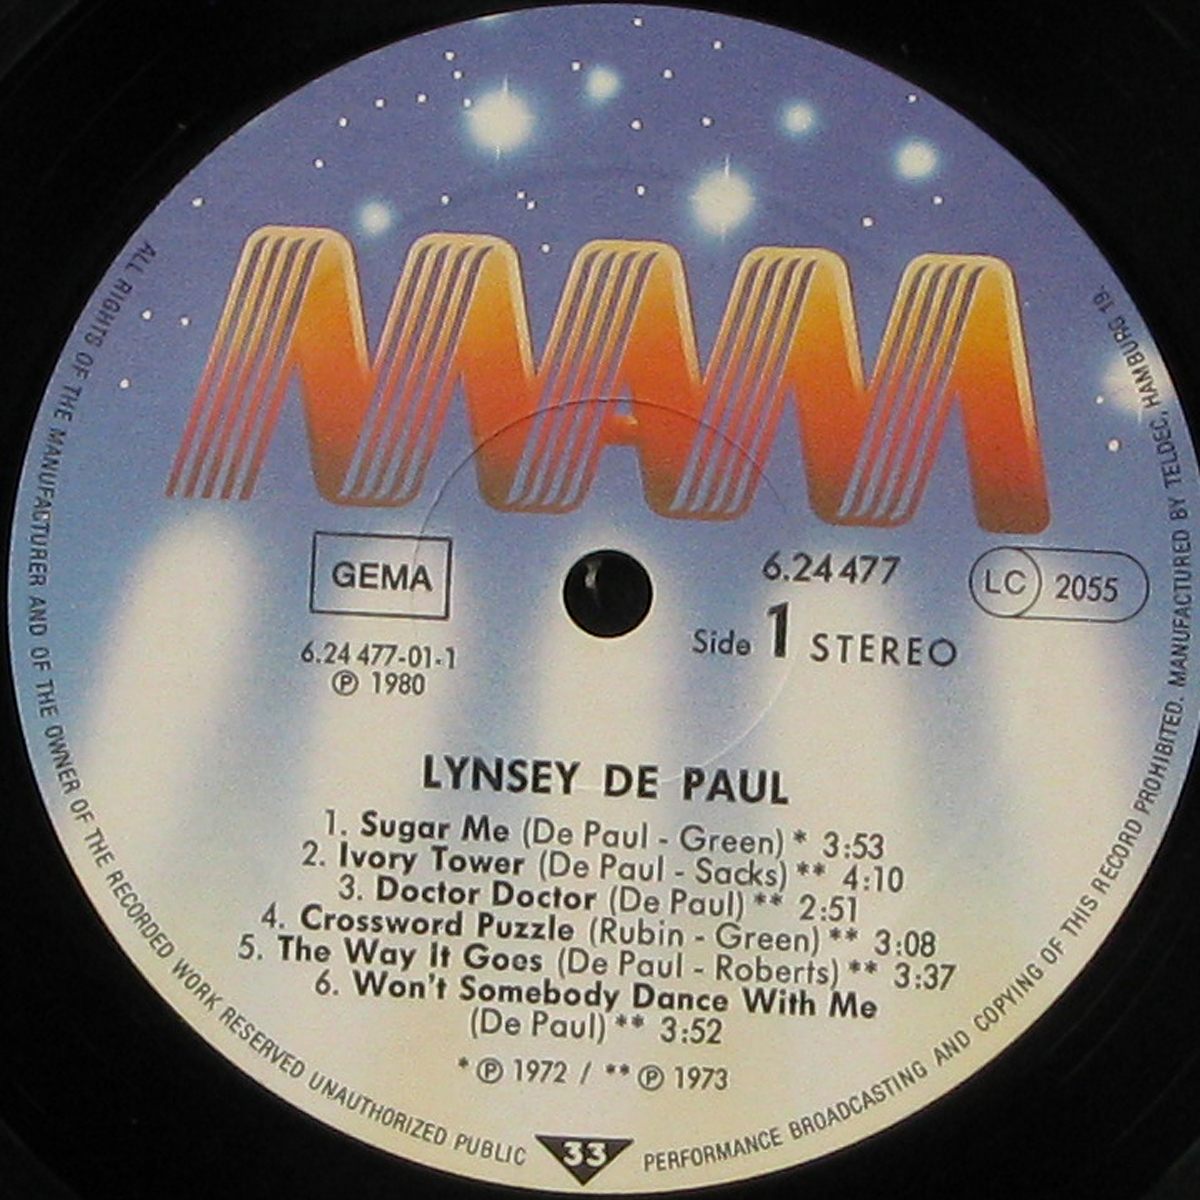 MAM
GEMA
6.24477
LC 2055
6.24 477-01-1
Ⓟ 1980
Side 1 STEREO
LYNSEY DE PAUL
1. Sugar Me (De Paul - Green) * 3:53
2. Ivory Tower (De Paul - Sacks) ** 4:10
3. Doctor Doctor (De Paul) ** 2:51
4. Crossword Puzzle (Rubin - Green) ** 3:08
5. The Way It Goes (De Paul - Roberts) ** 3:37
6. Won't Somebody Dance With Me
(De Paul) ** 3:52
* Ⓟ 1972 / ** Ⓟ 1973
ALL RIGHTS OF THE MANUFACTURER AND OF THE OWNER OF THE RECORDED WORK RESERVED UNAUTHORIZED PUBLIC
33
PERFORMANCE BROADCASTING AND COPYING OF THIS RECORD PROHIBITED. MANUFACTURED BY TELDEC, HAMBURG 19.